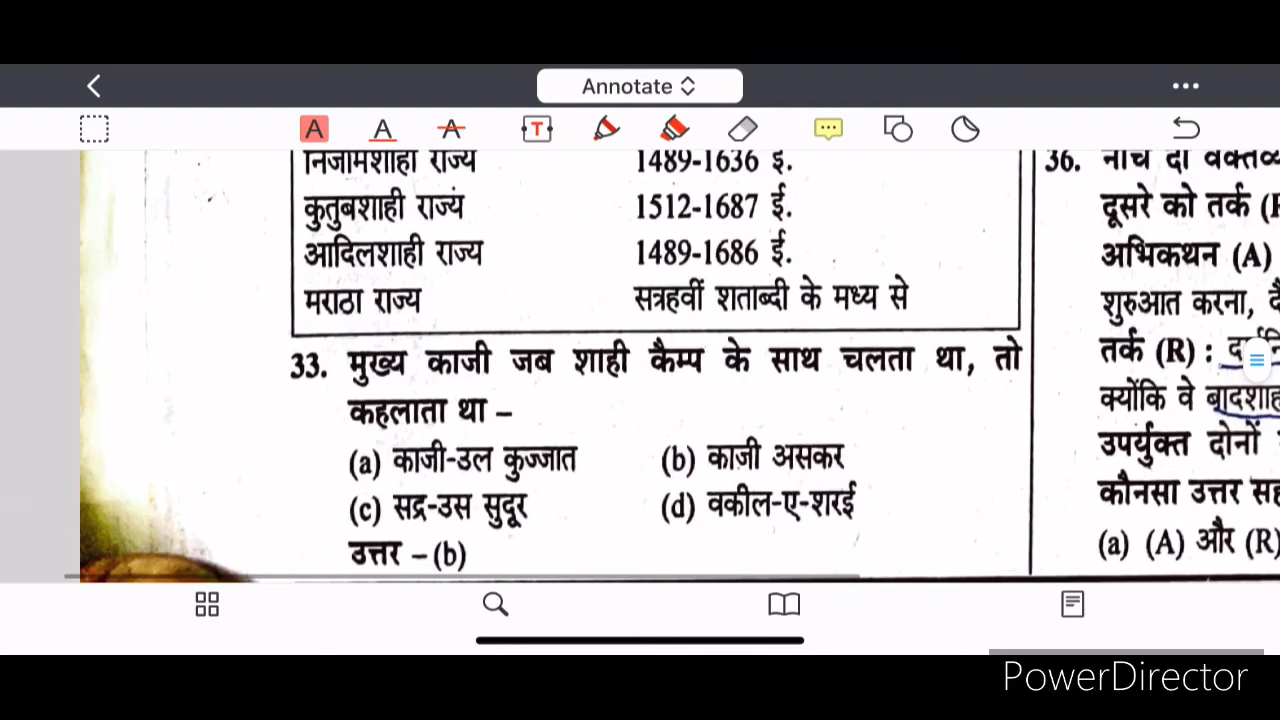 Annotate
A
A
A
T
निजामशाही राज्य 1489-1636 ई.
कुतुबशाही राज्य 1512-1687 ई.
आदिलशाही राज्य 1489-1686 ई.
मराठा राज्य सत्रहवीं शताब्दी के मध्य से
33. मुख्य काजी जब शाही कैम्प के साथ चलता था, तो
कहलाता था –
(a) काजी-उल कुज्जात (b) काज़ी असकर
(c) सद्र-उस सुदूर (d) वकील-ए-शरई
उत्तर – (b)
36. नीचे दो
दूसरे को तर्क
अभिकथन (A)
शुरुआत करना,
तर्क (R) :
क्योंकि वे
उपर्युक्त दोनों
कौनसा उत्तर
(a) (A) और (R)
PowerDirector